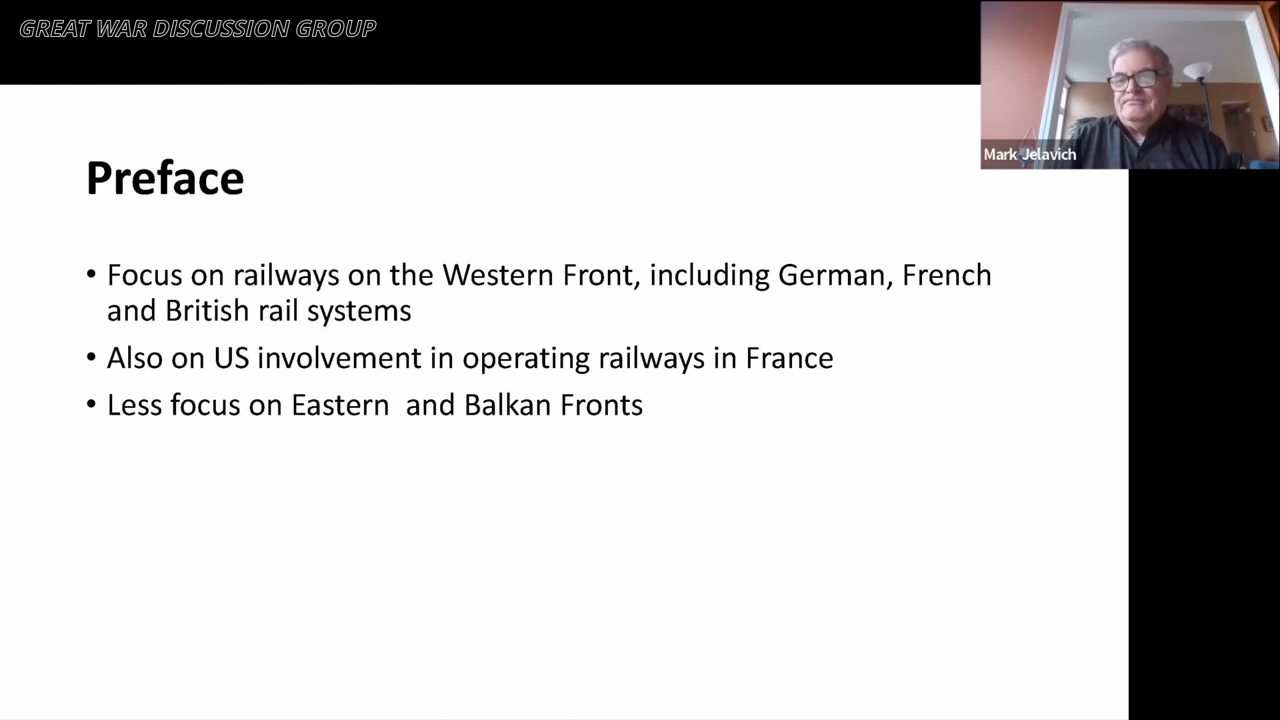 GREAT WAR DISCUSSION GROUP
Mark Jelavich
Preface
• Focus on railways on the Western Front, including German, French
and British rail systems
• Also on US involvement in operating railways in France
• Less focus on Eastern  and Balkan Fronts